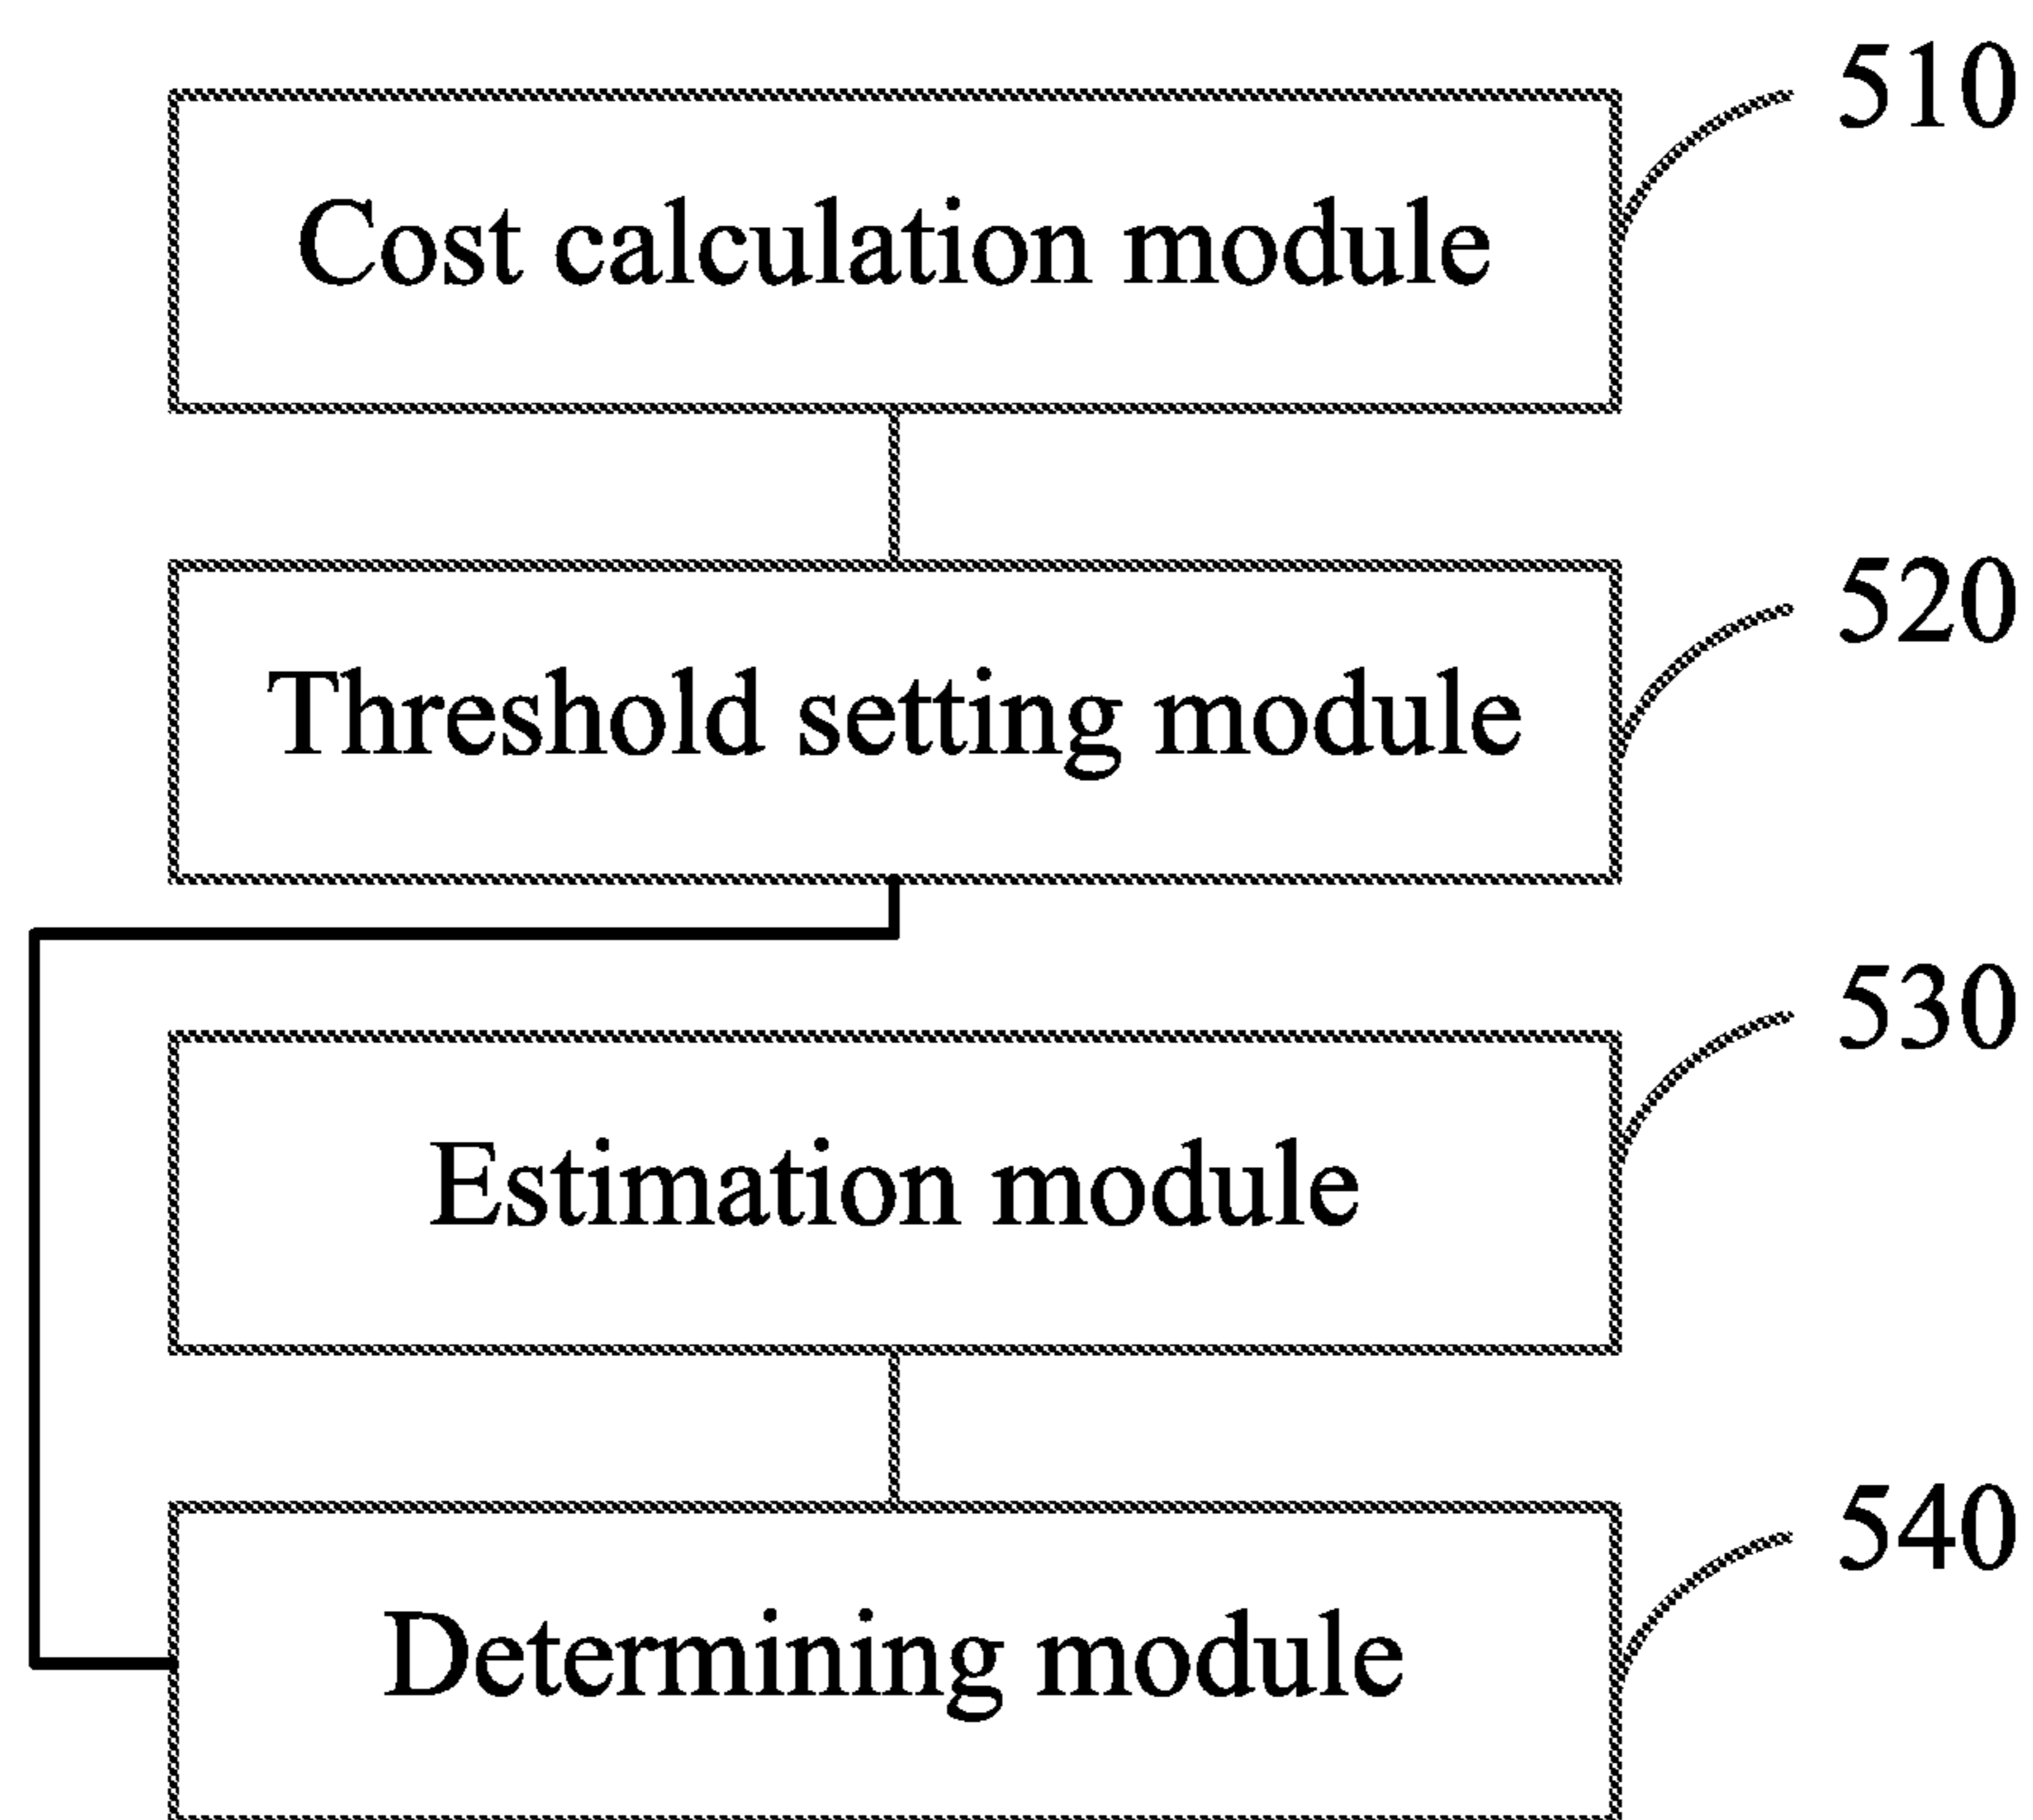 510
Cost calculation module
520
Threshold setting module
530
Estimation module
540
Determining module